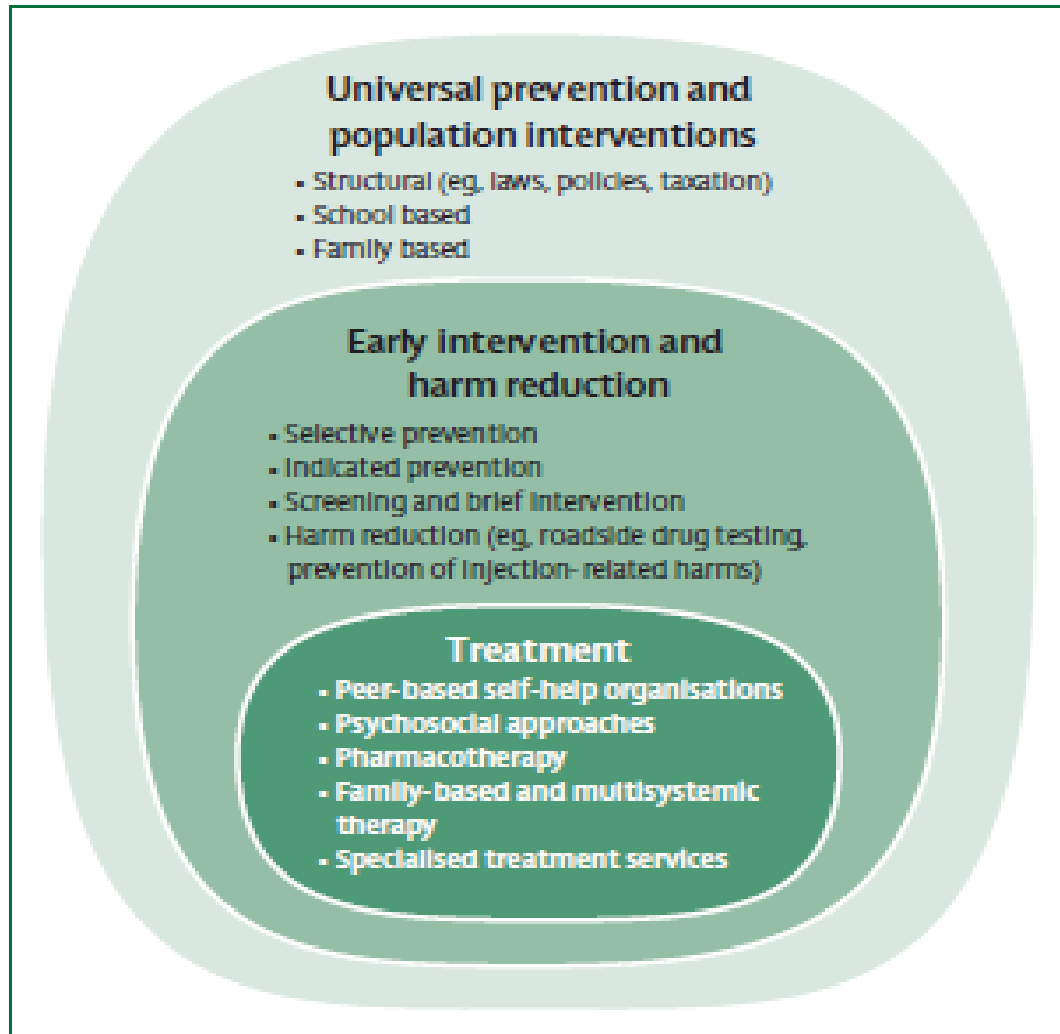 Universal prevention and
population interventions
▪ Structural (eg, laws, policies, taxation)
▪ School based
▪ Family based
Early intervention and
harm reduction
▪ Selective prevention
▪ Indicated prevention
▪ Screening and brief intervention
▪ Harm reduction (eg, roadside drug testing,
prevention of injection- related harms)
Treatment
▪ Peer-based self-help organisations
▪ Psychosocial approaches
▪ Pharmacotherapy
▪ Family-based and multisystemic
therapy
▪ Specialised treatment services